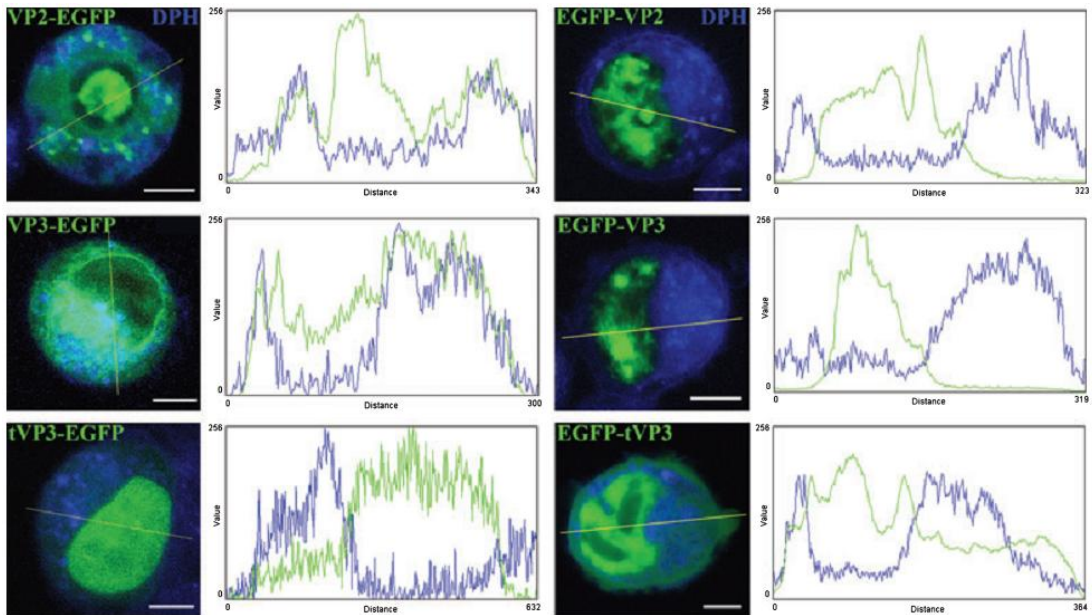 VP2-EGFP DPH
256
Value
0
0 Distance 343
EGFP-VP2 DPH
256
Value
0
0 Distance 323
VP3-EGFP
256
Value
0
0 Distance 300
EGFP-VP3
256
Value
0
0 Distance 319
tVP3-EGFP
256
Value
0
0 Distance 632
EGFP-tVP3
256
Value
0
0 Distance 364